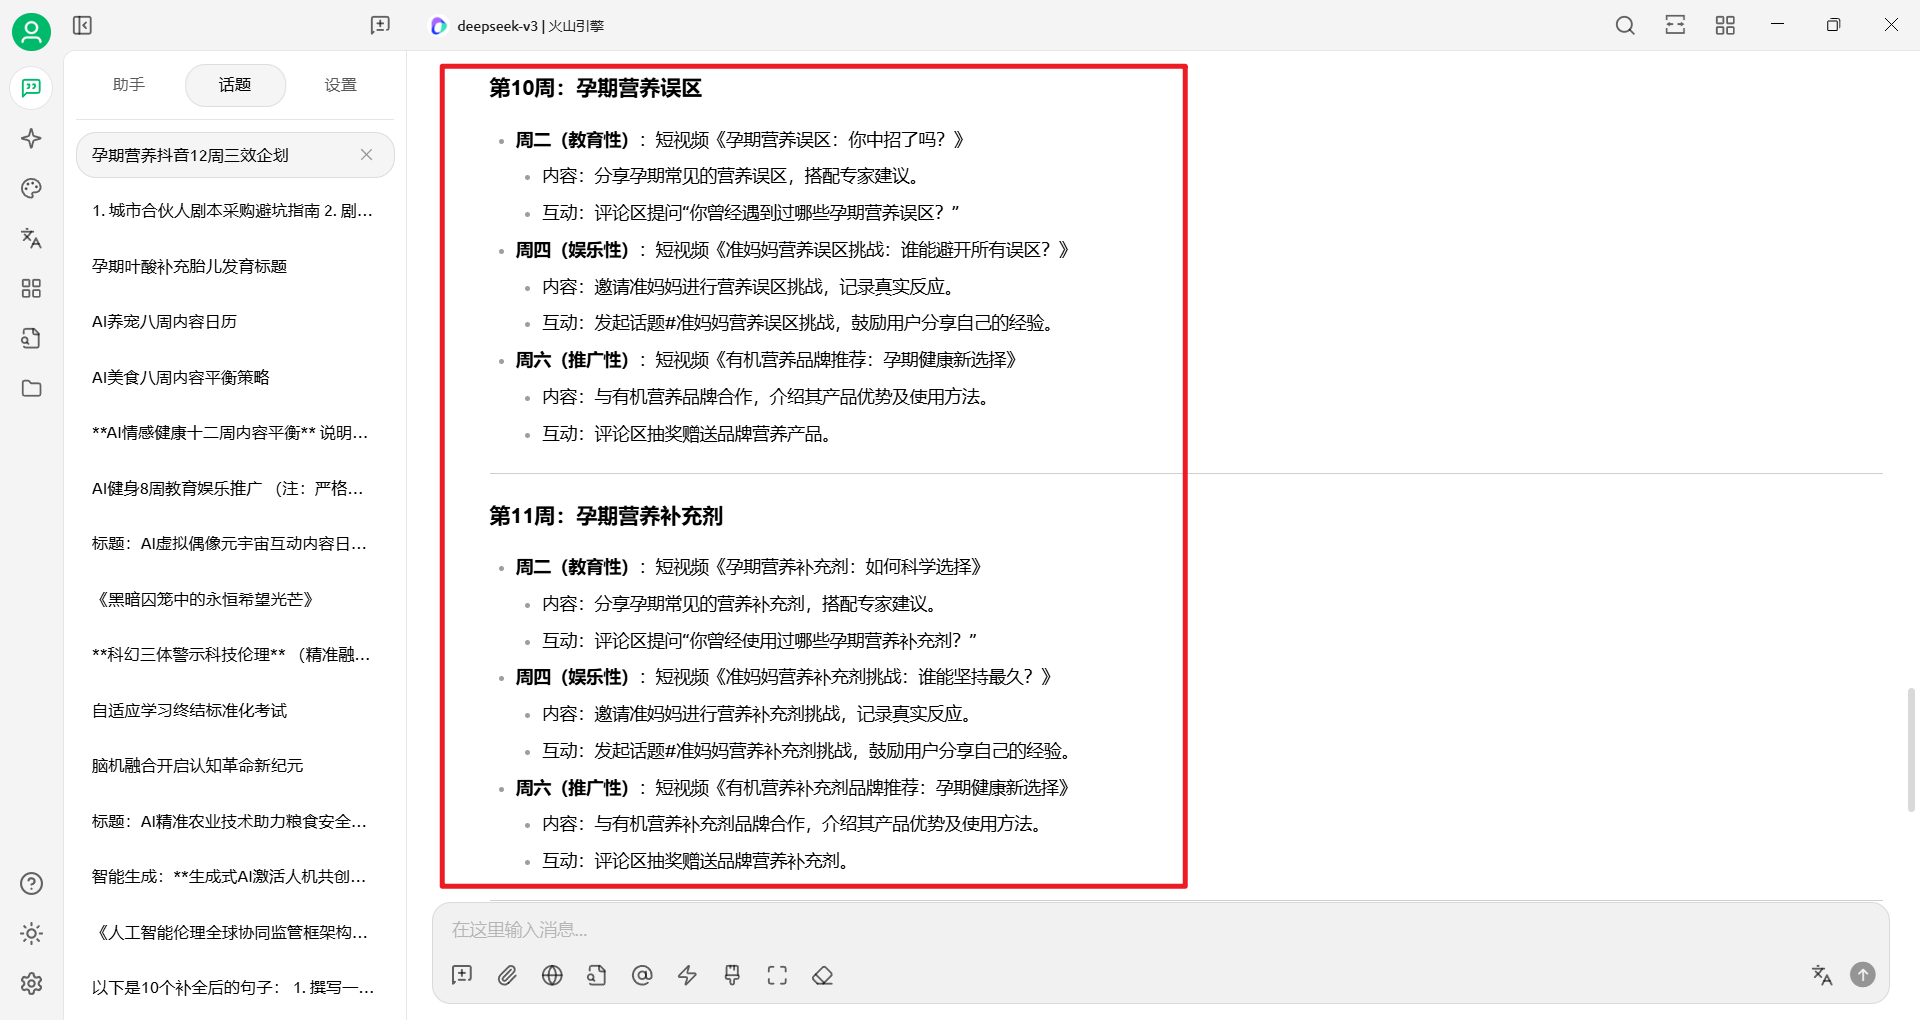 deepseek-v3 | 火山引擎
助手
话题
设置
孕期营养抖音12周三效企划
1. 城市合伙人剧本采购避坑指南 2. 剧...
孕期叶酸补充胎儿发育标题
AI养宠八周内容日历
AI美食八周内容平衡策略
**AI情感健康十二周内容平衡** 说明...
AI健身8周教育娱乐推广 （注：严格...
标题：AI虚拟偶像元宇宙互动内容日...
《黑暗囚笼中的永恒希望光芒》
**科幻三体警示科技伦理** （精准融...
自适应学习终结标准化考试
脑机融合开启认知革命新纪元
标题：AI精准农业技术助力粮食安全...
智能生成：**生成式AI激活人机共创...
《人工智能伦理全球协同监管框架构...
以下是10个补全后的句子： 1. 撰写一...
第10周：孕期营养误区
周二（教育性）：短视频《孕期营养误区：你中招了吗？》
内容：分享孕期常见的营养误区，搭配专家建议。
互动：评论区提问“你曾经遇到过哪些孕期营养误区？”
周四（娱乐性）：短视频《准妈妈营养误区挑战：谁能避开所有误区？》
内容：邀请准妈妈进行营养误区挑战，记录真实反应。
互动：发起话题#准妈妈营养误区挑战，鼓励用户分享自己的经验。
周六（推广性）：短视频《有机营养品牌推荐：孕期健康新选择》
内容：与有机营养品牌合作，介绍其产品优势及使用方法。
互动：评论区抽奖赠送品牌营养产品。
第11周：孕期营养补充剂
周二（教育性）：短视频《孕期营养补充剂：如何科学选择》
内容：分享孕期常见的营养补充剂，搭配专家建议。
互动：评论区提问“你曾经使用过哪些孕期营养补充剂？”
周四（娱乐性）：短视频《准妈妈营养补充剂挑战：谁能坚持最久？》
内容：邀请准妈妈进行营养补充剂挑战，记录真实反应。
互动：发起话题#准妈妈营养补充剂挑战，鼓励用户分享自己的经验。
周六（推广性）：短视频《有机营养补充剂品牌推荐：孕期健康新选择》
内容：与有机营养补充剂品牌合作，介绍其产品优势及使用方法。
互动：评论区抽奖赠送品牌营养补充剂。
在这里输入消息...